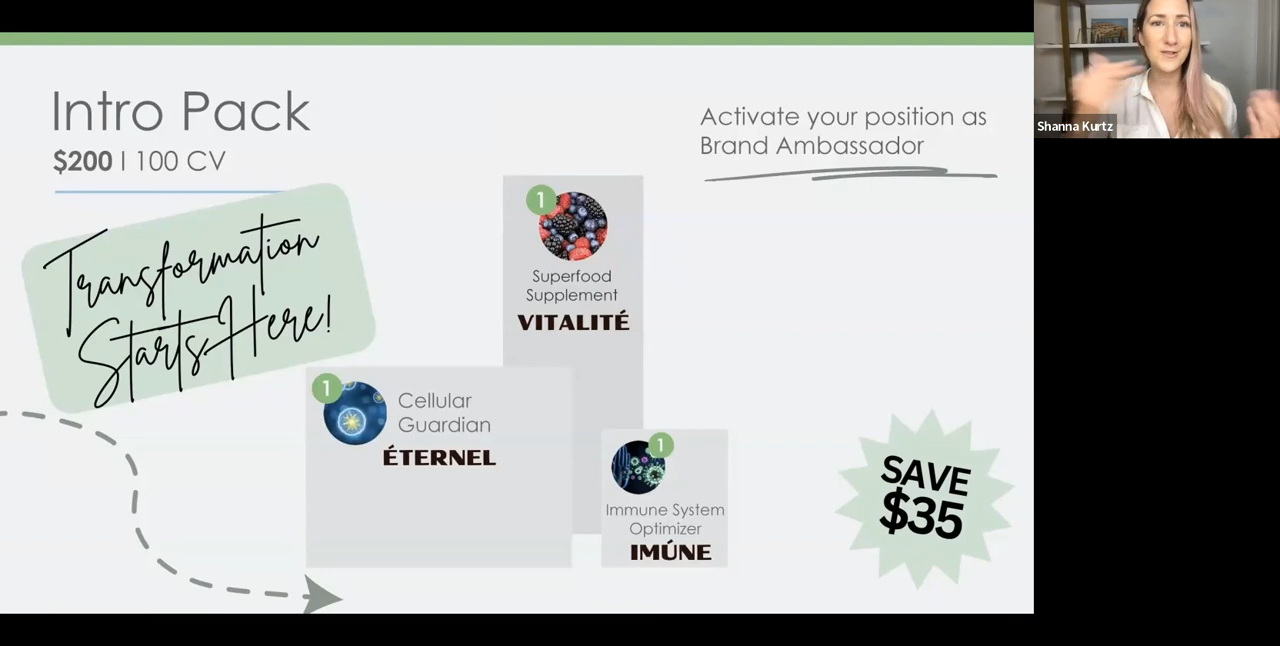 Intro Pack
$200 | 100 CV
Activate your position as
Brand Ambassador
Transformation
Starts Here!
1
Superfood
Supplement
VITALITÉ
1
Cellular
Guardian
ÉTERNEL
1
Immune System
Optimizer
IMÚNE
SAVE
$35
Shanna Kurtz